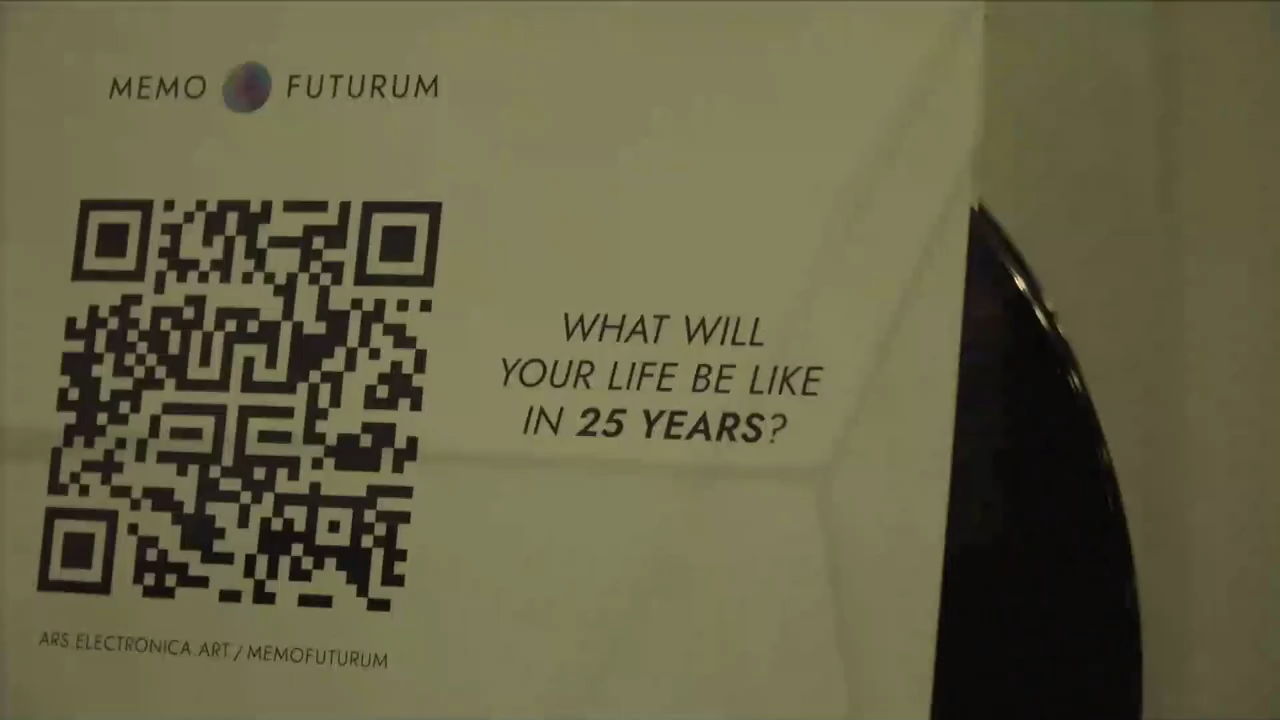 MEMO FUTURUM
WHAT WILL
YOUR LIFE BE LIKE
IN 25 YEARS?
ARS.ELECTRONICA.ART / MEMOFUTURUM